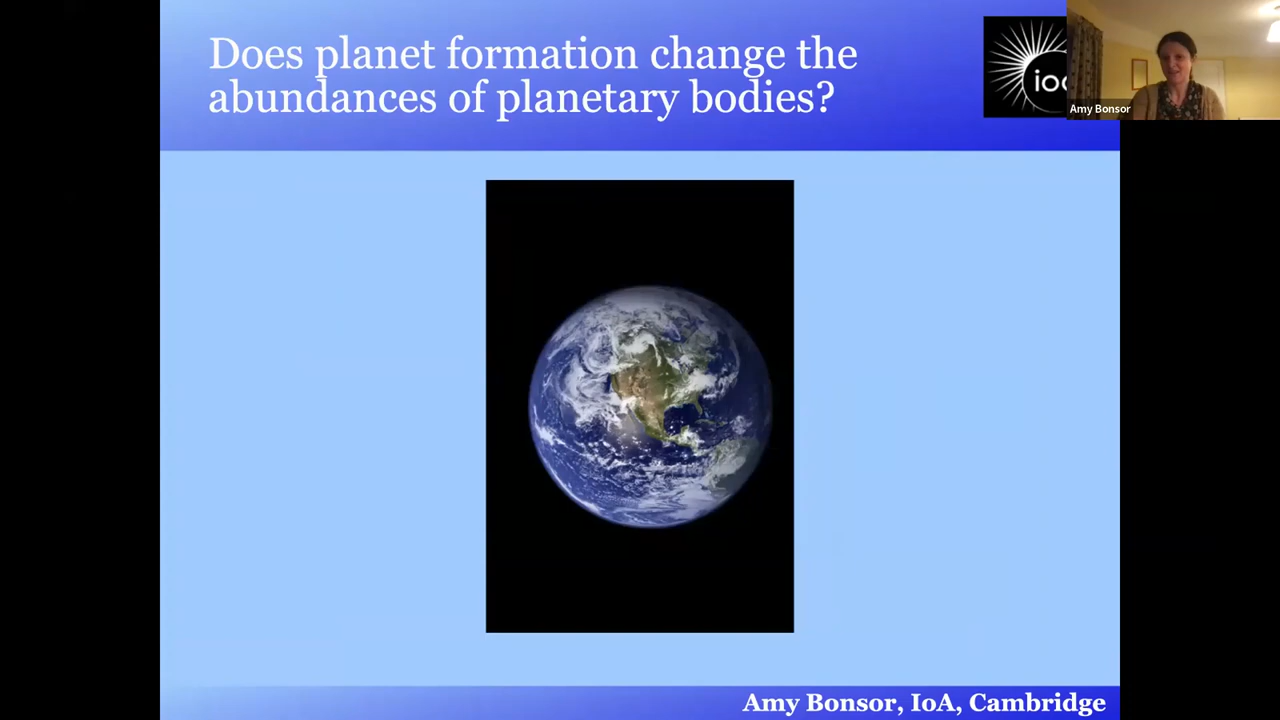 Does planet formation change the
abundances of planetary bodies?
Amy Bonsor
Amy Bonsor, IoA, Cambridge